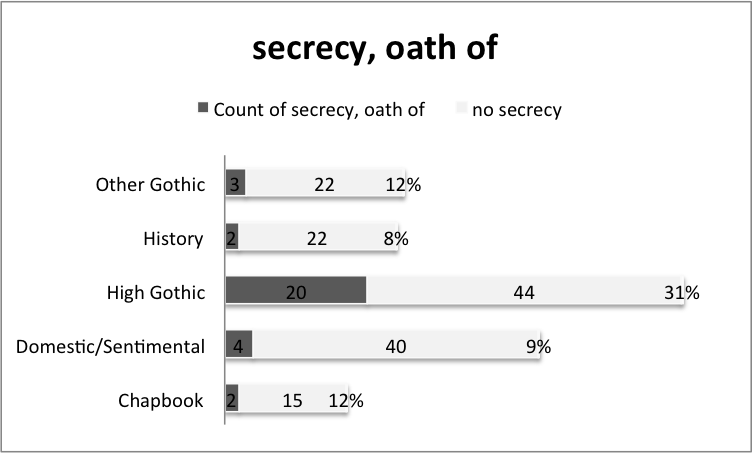 secrecy, oath of
Count of secrecy, oath of no secrecy
Other Gothic 3 22 12%
History 2 22 8%
High Gothic 20 44 31%
Domestic/Sentimental 4 40 9%
Chapbook 2 15 12%